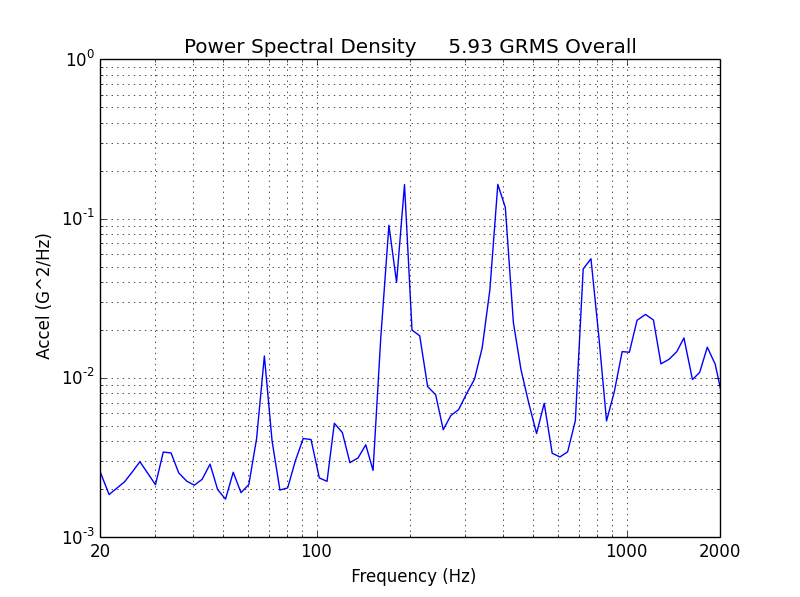 Power Spectral Density     5.93 GRMS Overall
10^0
10^-1
10^-2
10^-3
Accel (G^2/Hz)
20 100 1000 2000
Frequency (Hz)